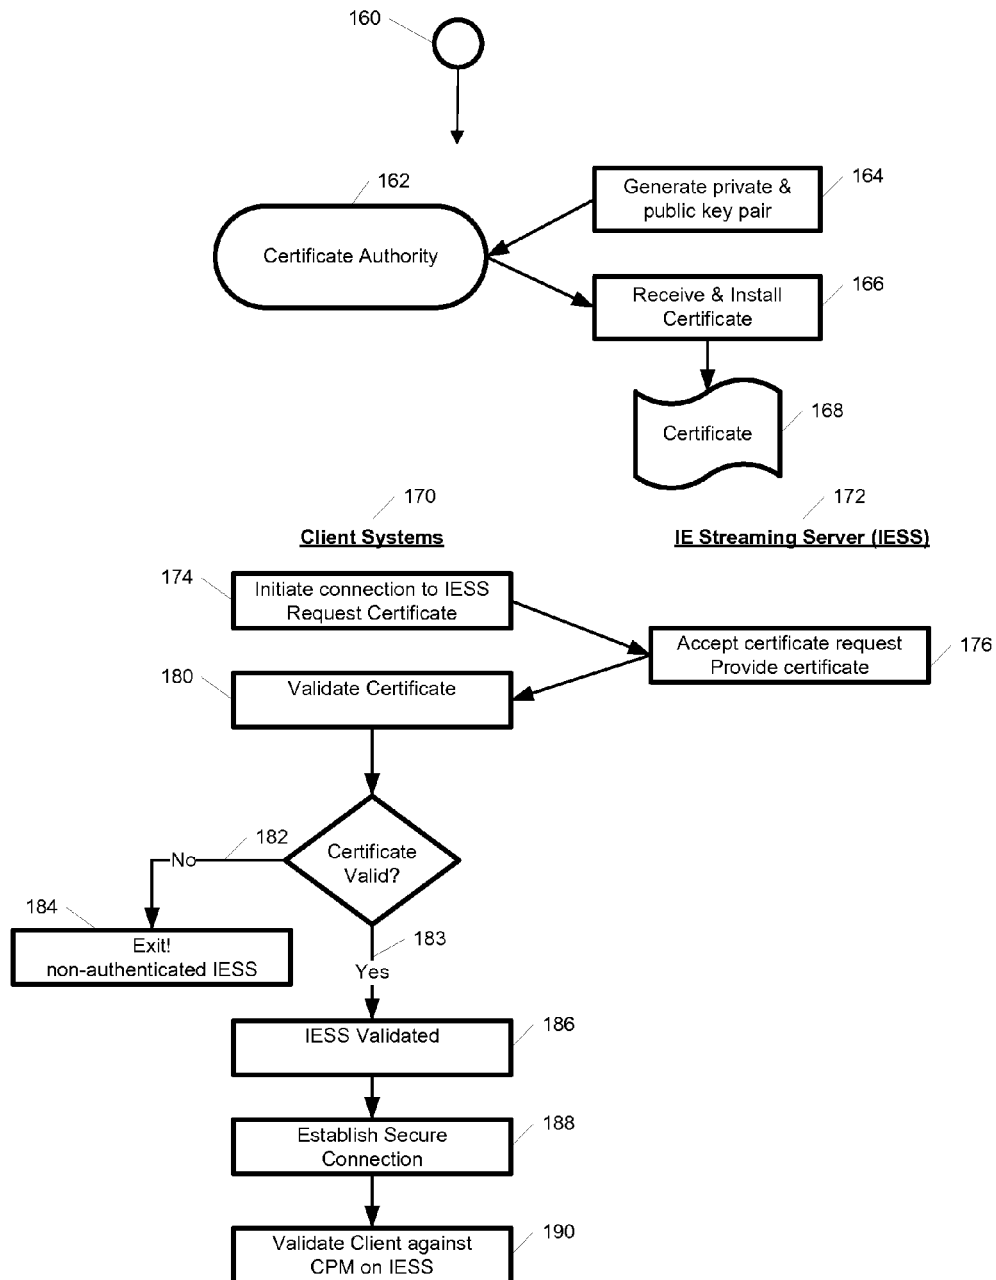 160
162
Certificate Authority
Generate private &
public key pair
164
Receive & Install
Certificate
166
Certificate
168
170
Client Systems
172
IE Streaming Server (IESS)
174
Initiate connection to IESS
Request Certificate
Accept certificate request
Provide certificate
176
180
Validate Certificate
Certificate
Valid?
182
No
184
Exit!
non-authenticated IESS
183
Yes
IESS Validated
186
Establish Secure
Connection
188
Validate Client against
CPM on IESS
190